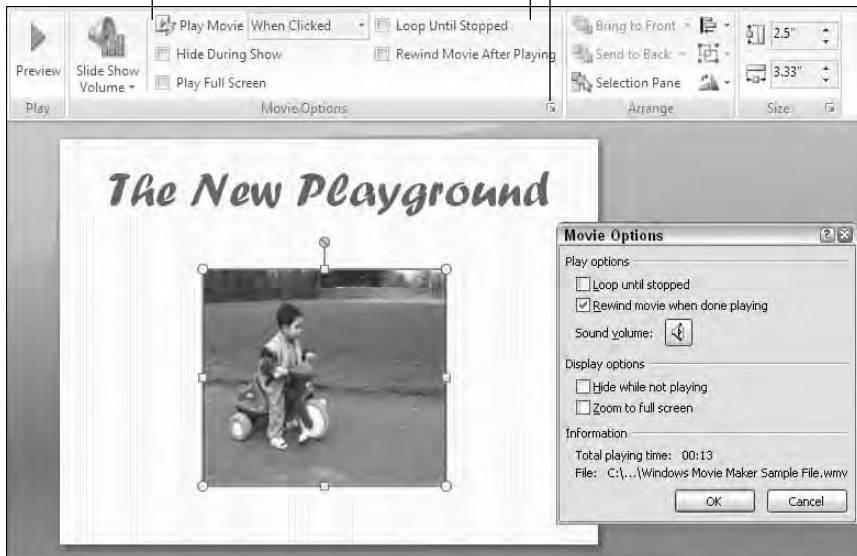 Play Movie When Clicked
Loop Until Stopped
Hide During Show
Rewind Movie After Playing
Play Full Screen
Preview
Slide Show
Volume
Play
Movie Options
Bring to Front
Send to Back
Selection Pane
Arrange
2.5"
3.33"
Size
The New Playground
Movie Options
Play options
Loop until stopped
Rewind movie when done playing
Sound volume:
Display options
Hide while not playing
Zoom to full screen
Information
Total playing time: 00:13
File: C:\...\Windows Movie Maker Sample File.wmv
OK Cancel